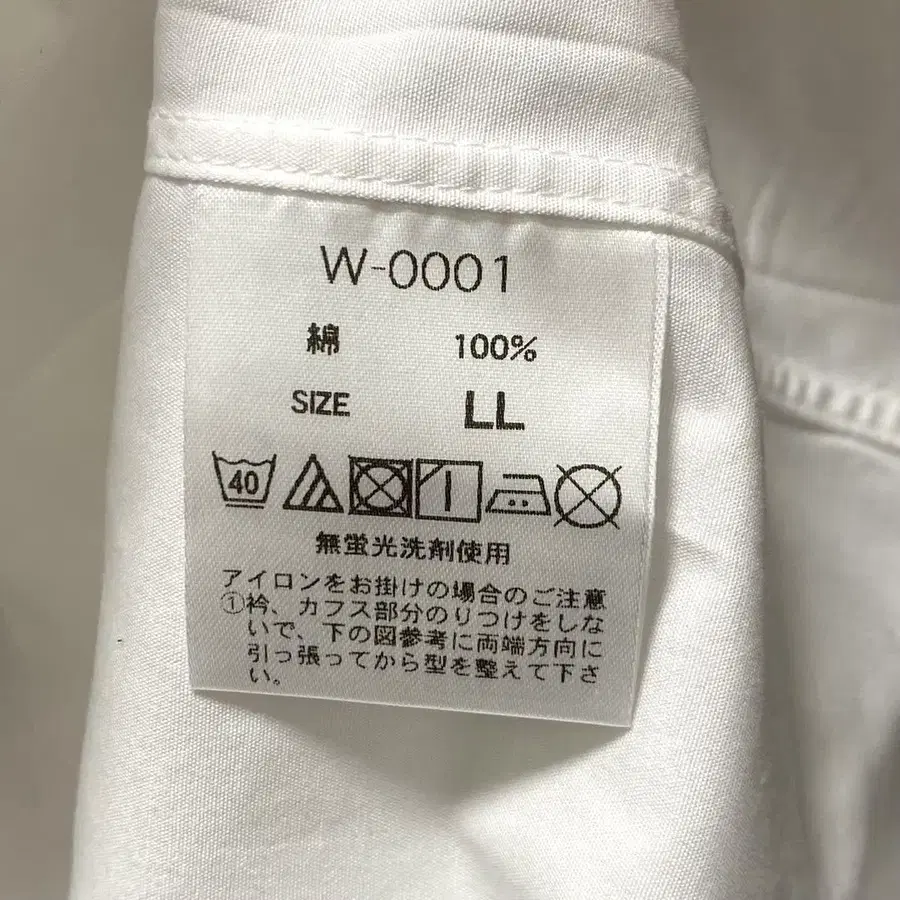 W-0001
綿 100%
SIZE LL
40
無蛍光洗剤使用
アイロンをお掛けの場合のご注意
①衿、カフス部分のりつけをしな
いで、下の図参考に両端方向に
引っ張ってから型を整えて下さ
い。